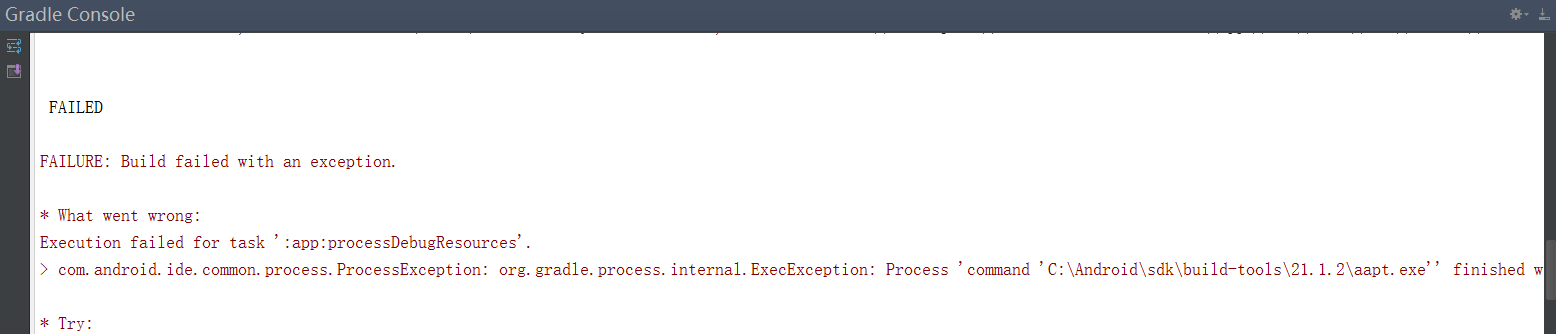 Gradle Console
FAILED
FAILURE: Build failed with an exception.
* What went wrong:
Execution failed for task ':app:processDebugResources'.
> com.android.ide.common.process.ProcessException: org.gradle.process.internal.ExecException: Process 'command 'C:\Android\sdk\build-tools\21.1.2\aapt.exe'' finished w
* Try: